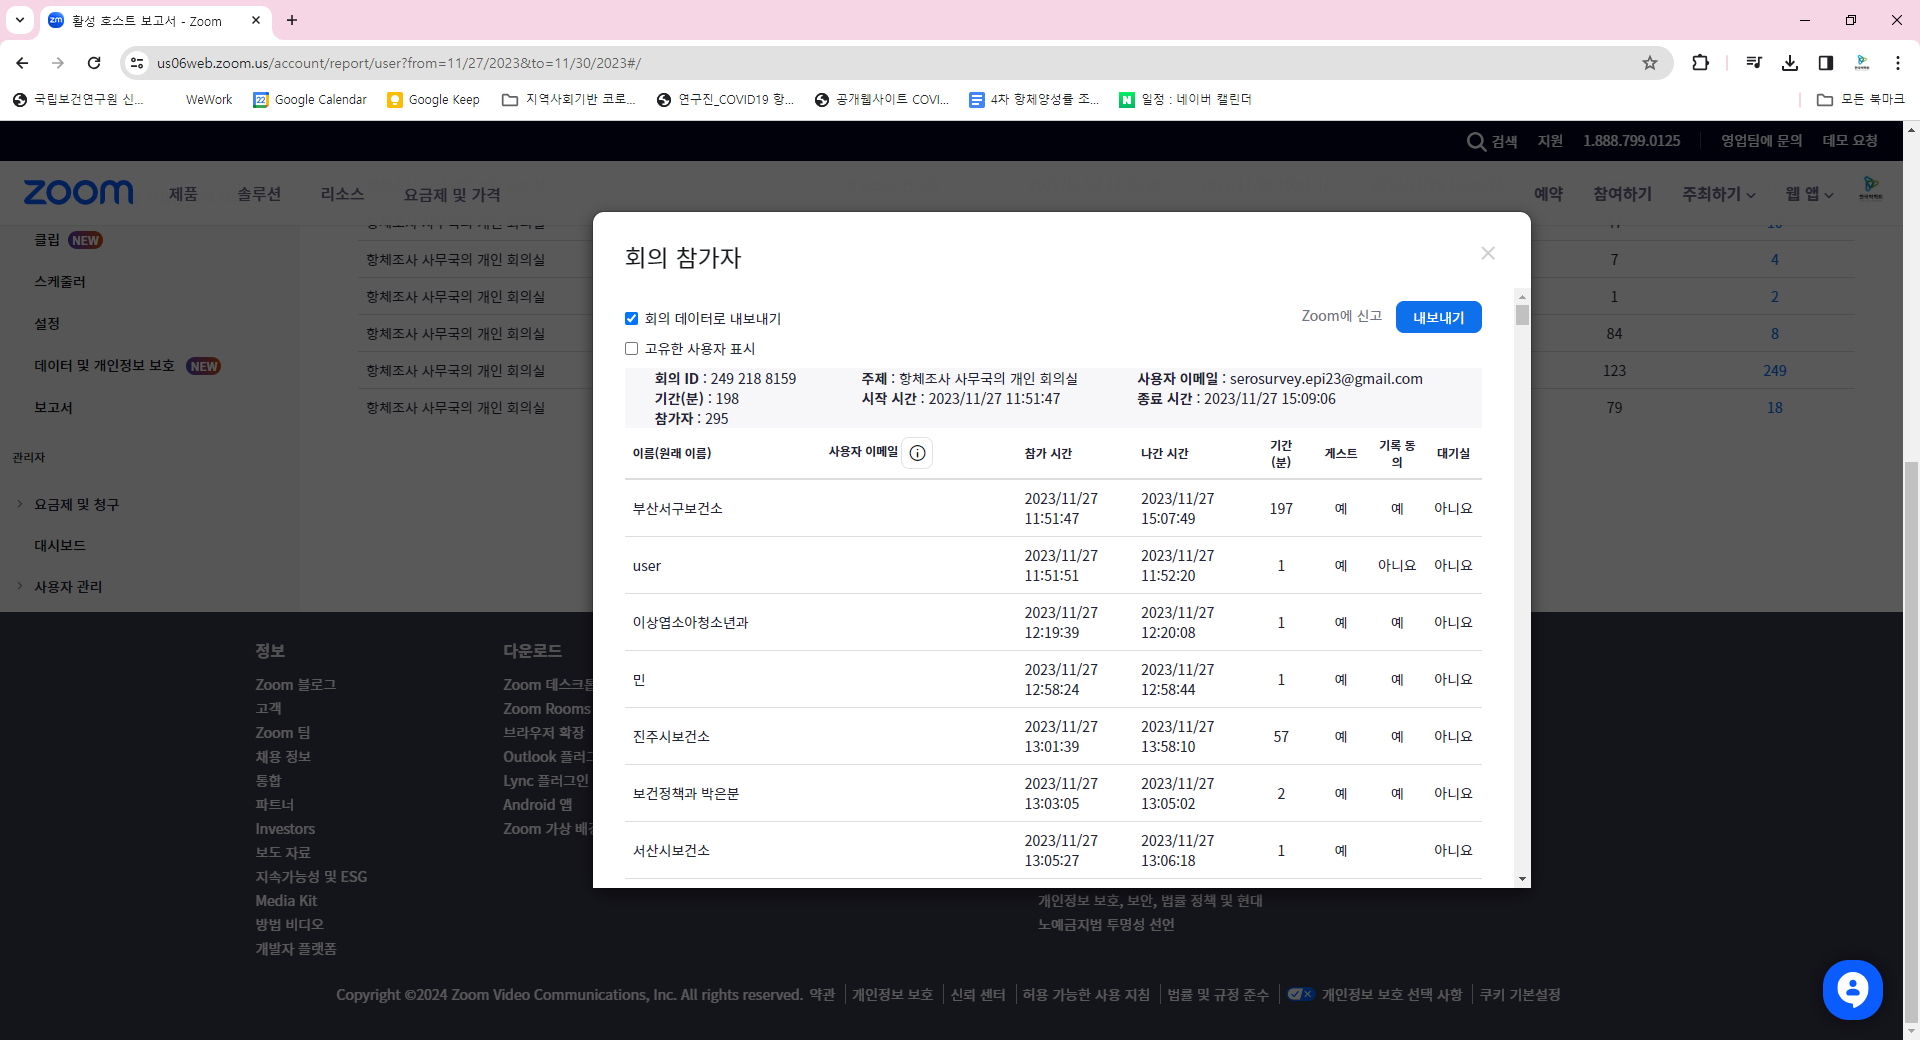 활성 호스트 보고서 - Zoom
us06web.zoom.us/account/report/user?from=11/27/2023&to=11/30/2023#/
국립보건연구원 신...
WeWork
Google Calendar
Google Keep
지역사회기반 코로...
연구진_COVID19 항...
공개웹사이트 COVI...
4차 항체양성률 조...
일정 : 네이버 캘린더
모든 북마크
검색
지원
1.888.799.0125
영업팀에 문의
데모 요청
zoom
제품
솔루션
리소스
요금제 및 가격
예약
참여하기
주최하기
웹 앱
클립 NEW
스케줄러
설정
데이터 및 개인정보 보호 NEW
보고서
관리자
요금제 및 청구
대시보드
사용자 관리
항체조사 사무국의 개인 회의실
항체조사 사무국의 개인 회의실 7 4
항체조사 사무국의 개인 회의실 1 2
항체조사 사무국의 개인 회의실 84 8
항체조사 사무국의 개인 회의실 123 249
항체조사 사무국의 개인 회의실 79 18
회의 참가자
회의 데이터로 내보내기
Zoom에 신고
내보내기
고유한 사용자 표시
회의 ID : 249 218 8159 주제 : 항체조사 사무국의 개인 회의실 사용자 이메일 : serosurvey.epi23@gmail.com
기간(분) : 198 시작 시간 : 2023/11/27 11:51:47 종료 시간 : 2023/11/27 15:09:06
참가자 : 295
이름(원래 이름) 사용자 이메일 참가 시간 나간 시간 기간(분) 게스트 기록 동의 대기실
부산서구보건소 2023/11/27 11:51:47 2023/11/27 15:07:49 197 예 예 아니요
user 2023/11/27 11:51:51 2023/11/27 11:52:20 1 예 아니요 아니요
이상엽소아청소년과 2023/11/27 12:19:39 2023/11/27 12:20:08 1 예 예 아니요
민 2023/11/27 12:58:24 2023/11/27 12:58:44 1 예 예 아니요
진주시보건소 2023/11/27 13:01:39 2023/11/27 13:58:10 57 예 예 아니요
보건정책과 박은분 2023/11/27 13:03:05 2023/11/27 13:05:02 2 예 예 아니요
서산시보건소 2023/11/27 13:05:27 2023/11/27 13:06:18 1 예 아니요
정보
Zoom 블로그
고객
Zoom 팀
채용 정보
통합
파트너
Investors
보도 자료
지속가능성 및 ESG
Media Kit
방법 비디오
개발자 플랫폼
다운로드
Zoom 데스크톱
Zoom Rooms
브라우저 확장
Outlook 플러그
Lync 플러그인
Android 앱
Zoom 가상 배경
개인정보 보호, 보안, 법률 정책 및 현대
노예금지법 투명성 선언
Copyright ©2024 Zoom Video Communications, Inc. All rights reserved. 약관 개인정보 보호 신뢰 센터 허용 가능한 사용 지침 법률 및 규정 준수 개인정보 보호 선택 사항 쿠키 기본설정